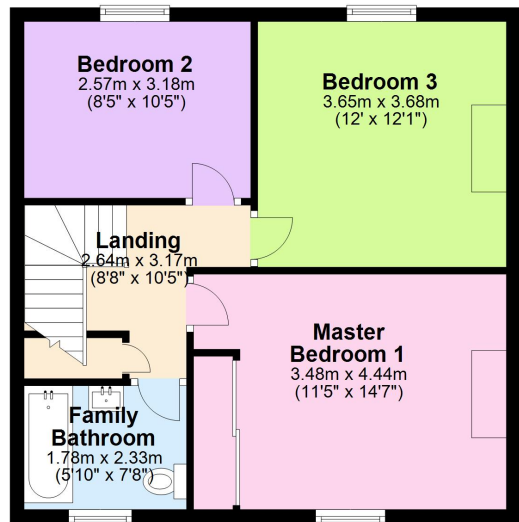 Bedroom 2
2.57m x 3.18m
(8'5" x 10'5")
Bedroom 3
3.65m x 3.68m
(12' x 12'1")
Landing
2.64m x 3.17m
(8'8" x 10'5")
Master
Bedroom 1
3.48m x 4.44m
(11'5" x 14'7")
Family
Bathroom
1.78m x 2.33m
(5'10" x 7'8")